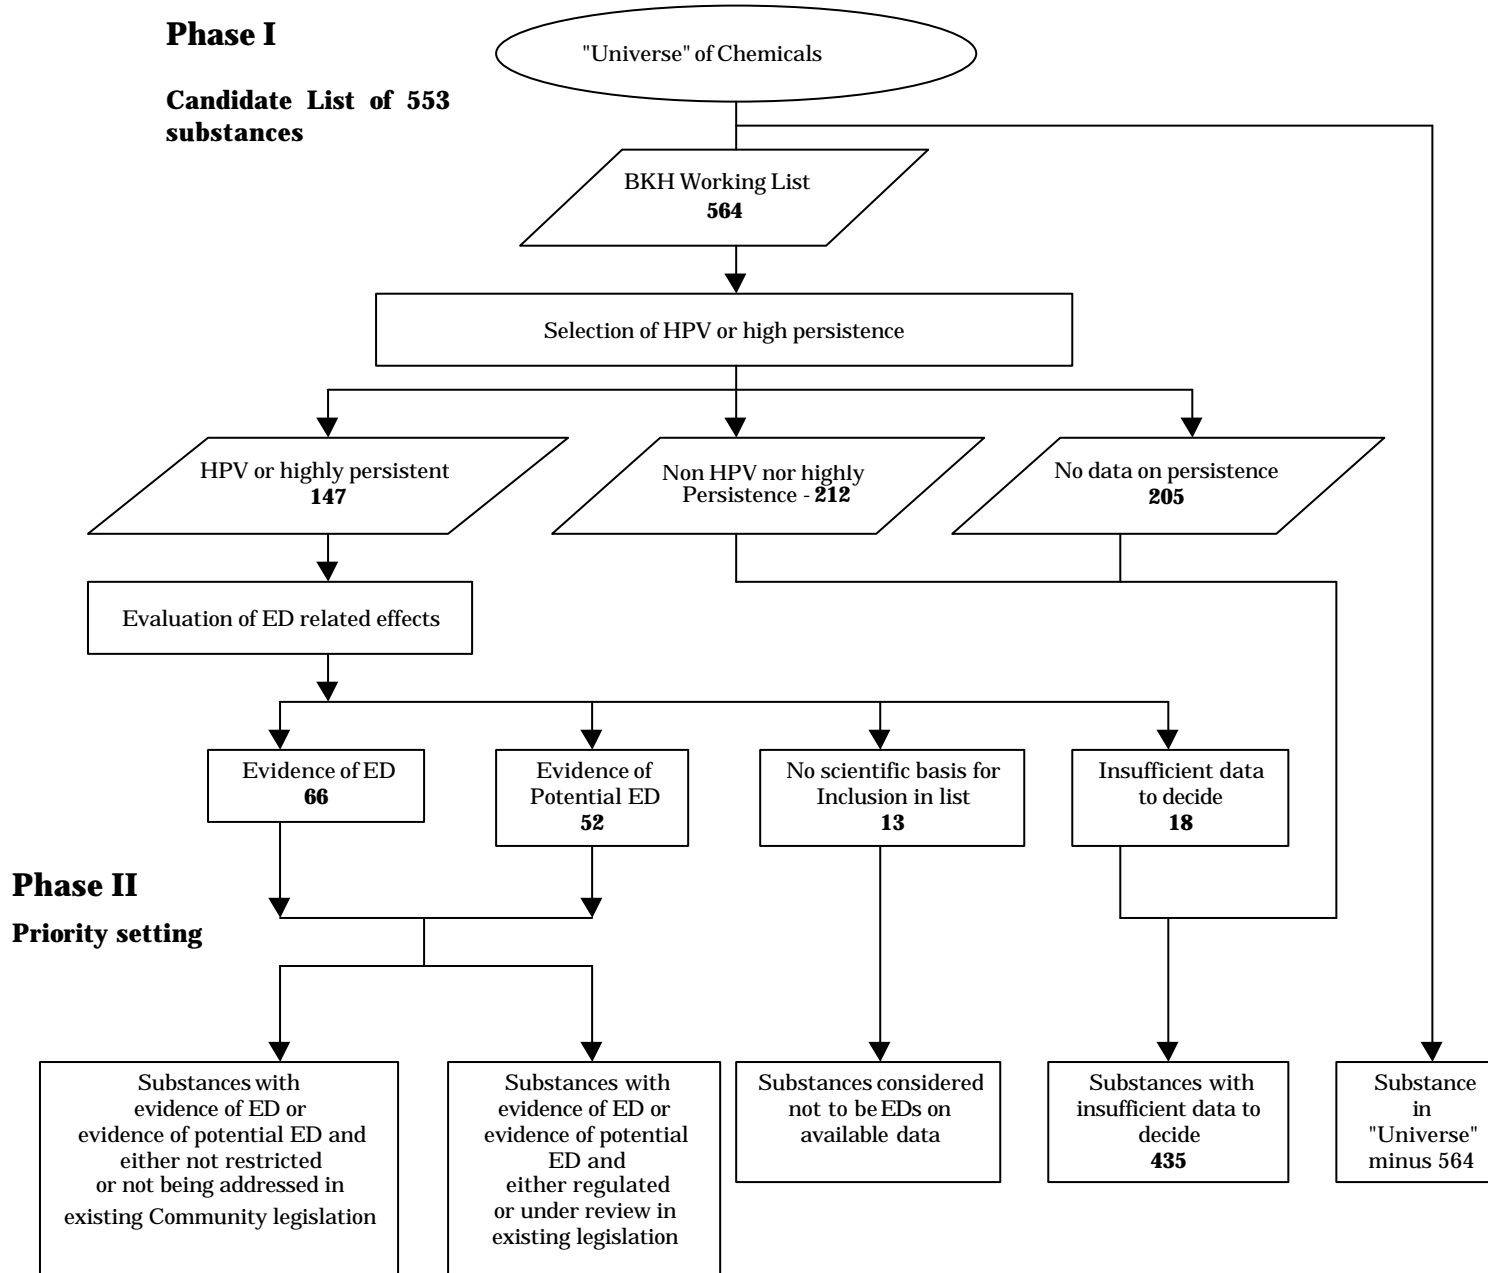 Phase I
"Universe" of Chemicals
Candidate List of 553
substances
BKH Working List
564
Selection of HPV or high persistence
HPV or highly persistent
147
Non HPV nor highly
Persistence - 212
No data on persistence
205
Evaluation of ED related effects
Evidence of ED
66
Evidence of
Potential ED
52
No scientific basis for
Inclusion in list
13
Insufficient data
to decide
18
Phase II
Priority setting
Substances with
evidence of ED or
evidence of potential ED and
either not restricted
or not being addressed in
existing Community legislation
Substances with
evidence of ED or
evidence of potential
ED and
either regulated
or under review in
existing legislation
Substances considered
not to be EDs on
available data
Substances with
insufficient data to
decide
435
Substance
in
"Universe"
minus 564